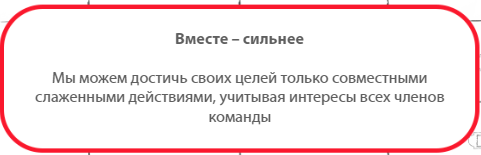 Вместе – сильнее
Мы можем достичь своих целей только совместными
слаженными действиями, учитывая интересы всех членов
команды